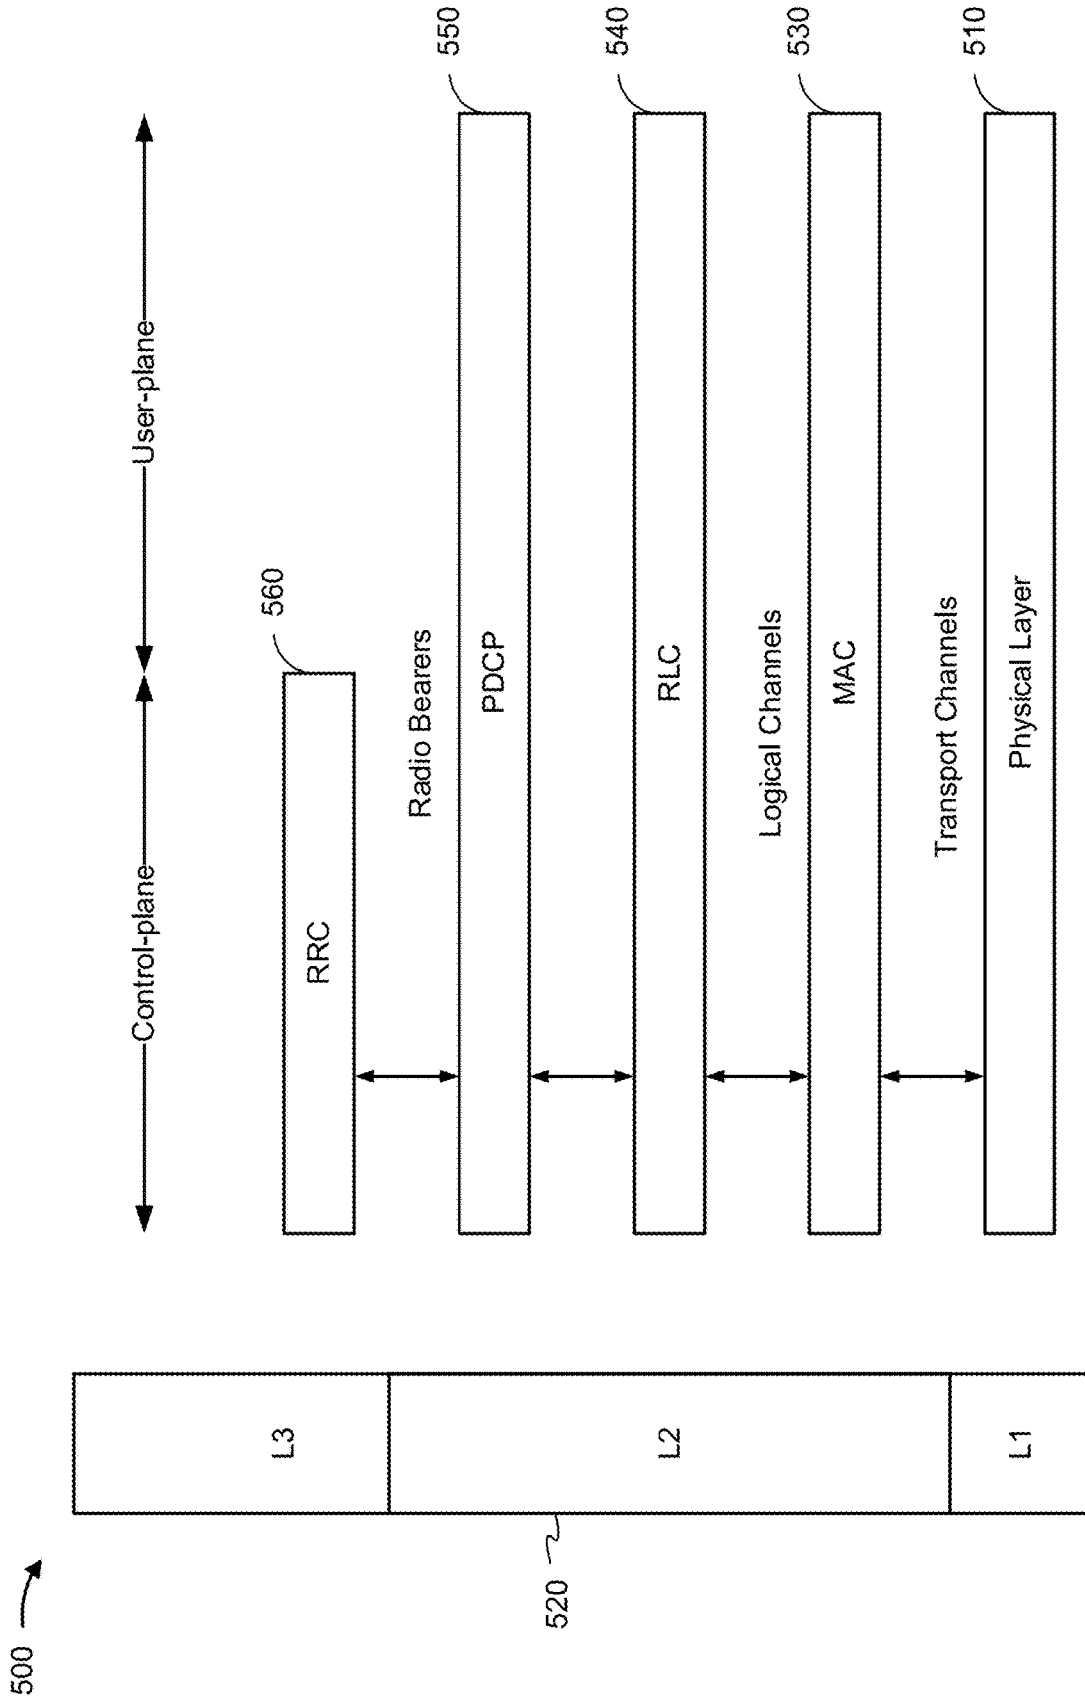 500
Control-plane
User-plane
L3
RRC
560
Radio Bearers
520
L2
PDCP
550
RLC
540
Logical Channels
MAC
530
Transport Channels
L1
Physical Layer
510